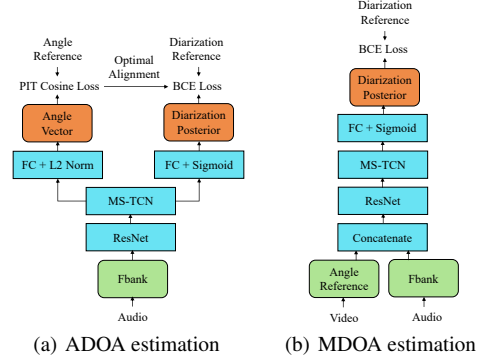 Angle
Reference
PIT Cosine Loss
Optimal
Alignment
Diarization
Reference
BCE Loss
Angle
Vector
Diarization
Posterior
FC + L2 Norm
FC + Sigmoid
MS-TCN
ResNet
Fbank
Audio
(a) ADOA estimation
Diarization
Reference
BCE Loss
Diarization
Posterior
FC + Sigmoid
MS-TCN
ResNet
Concatenate
Angle
Reference
Fbank
Video
Audio
(b) MDOA estimation